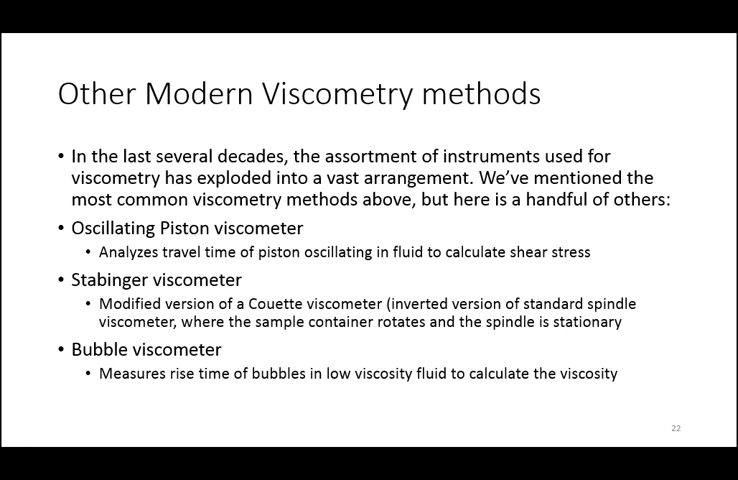 Other Modern Viscometry methods
• In the last several decades, the assortment of instruments used for
viscometry has exploded into a vast arrangement. We've mentioned the
most common viscometry methods above, but here is a handful of others:
• Oscillating Piston viscometer
• Analyzes travel time of piston oscillating in fluid to calculate shear stress
• Stabinger viscometer
• Modified version of a Couette viscometer (inverted version of standard spindle
viscometer, where the sample container rotates and the spindle is stationary
• Bubble viscometer
• Measures rise time of bubbles in low viscosity fluid to calculate the viscosity
22